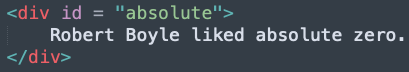 <div id = "absolute">
    Robert Boyle liked absolute zero.
</div>